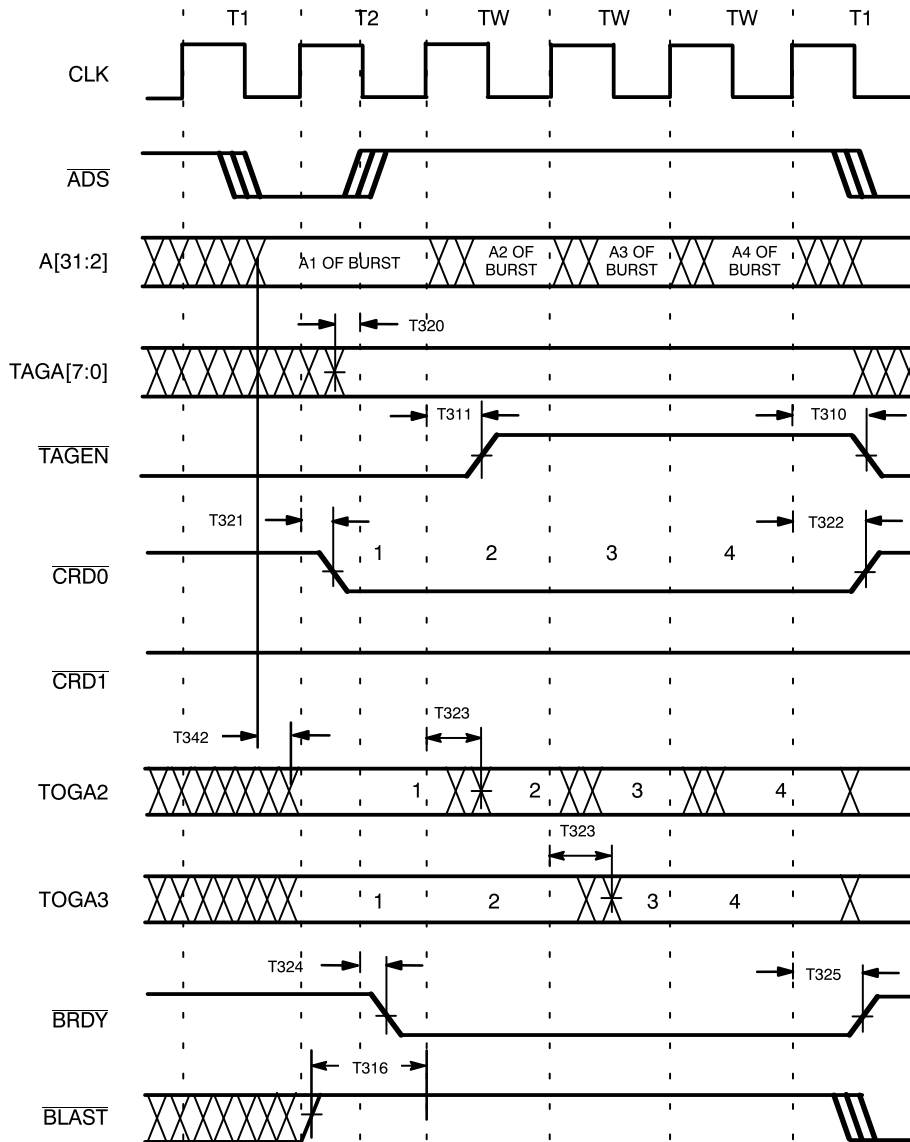 T1 T2 TW TW TW T1
CLK
ADS
A[31:2] A1 OF BURST A2 OF BURST A3 OF BURST A4 OF BURST
T320
TAGA[7:0]
T311 T310
TAGEN
T321 T322
CRD0 1 2 3 4
CRD1
T342 T323
TOGA2 1 2 3 4
T323
TOGA3 1 2 3 4
T324 T325
BRDY
T316
BLAST